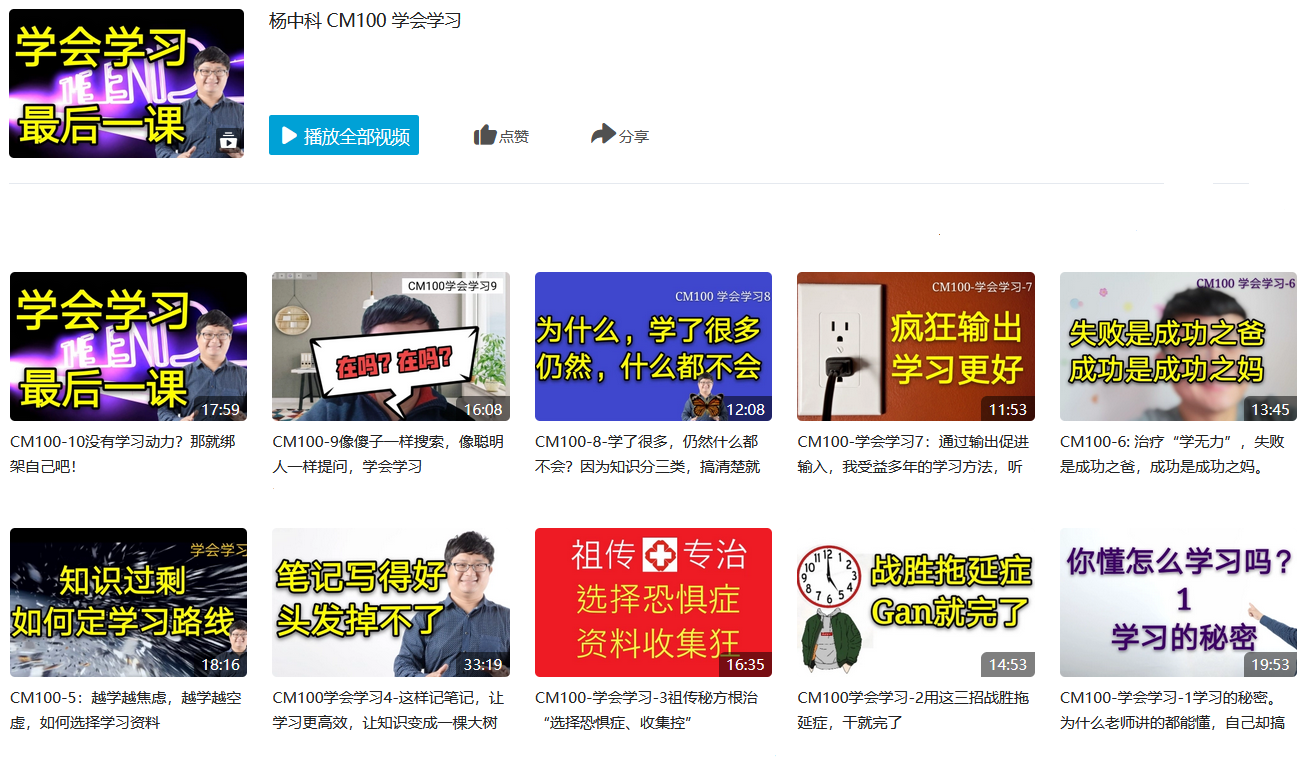 学会学习
THE END
最后一课
杨中科 CM100 学会学习
播放全部视频
点赞
分享
学会学习
THE END
最后一课
17:59
CM100-10没有学习动力？那就绑
架自己吧！
CM100学会学习9
在吗？在吗？
16:08
CM100-9像傻子一样搜索，像聪明
人一样提问，学会学习
CM100 学会学习8
为什么，学了很多
仍然，什么都不会
12:08
CM100-8-学了很多，仍然什么都
不会？因为知识分三类，搞清楚就
CM100-学会学习-7
疯狂输出
学习更好
11:53
CM100-学会学习7：通过输出促进
输入，我受益多年的学习方法，听
CM100 学会学习-6
失败是成功之爸
成功是成功之妈
13:45
CM100-6: 治疗“学无力”，失败
是成功之爸，成功是成功之妈。
学会学习
知识过剩
如何定学习路线
18:16
CM100-5：越学越焦虑，越学越空
虚，如何选择学习资料
笔记写得好
头发掉不了
33:19
CM100学会学习4-这样记笔记，让
学习更高效，让知识变成一棵大树
祖传 专治
选择恐惧症
资料收集狂
16:35
CM100-学会学习-3祖传秘方根治
“选择恐惧症、收集控”
12 1 2 3 4 5 6 7 8 9 10 11
战胜拖延症
Gan就完了
14:53
CM100学会学习-2用这三招战胜拖
延症，干就完了
你懂怎么学习吗？
1
学习的秘密
19:53
CM100-学会学习-1学习的秘密。
为什么老师讲的都能懂，自己却搞